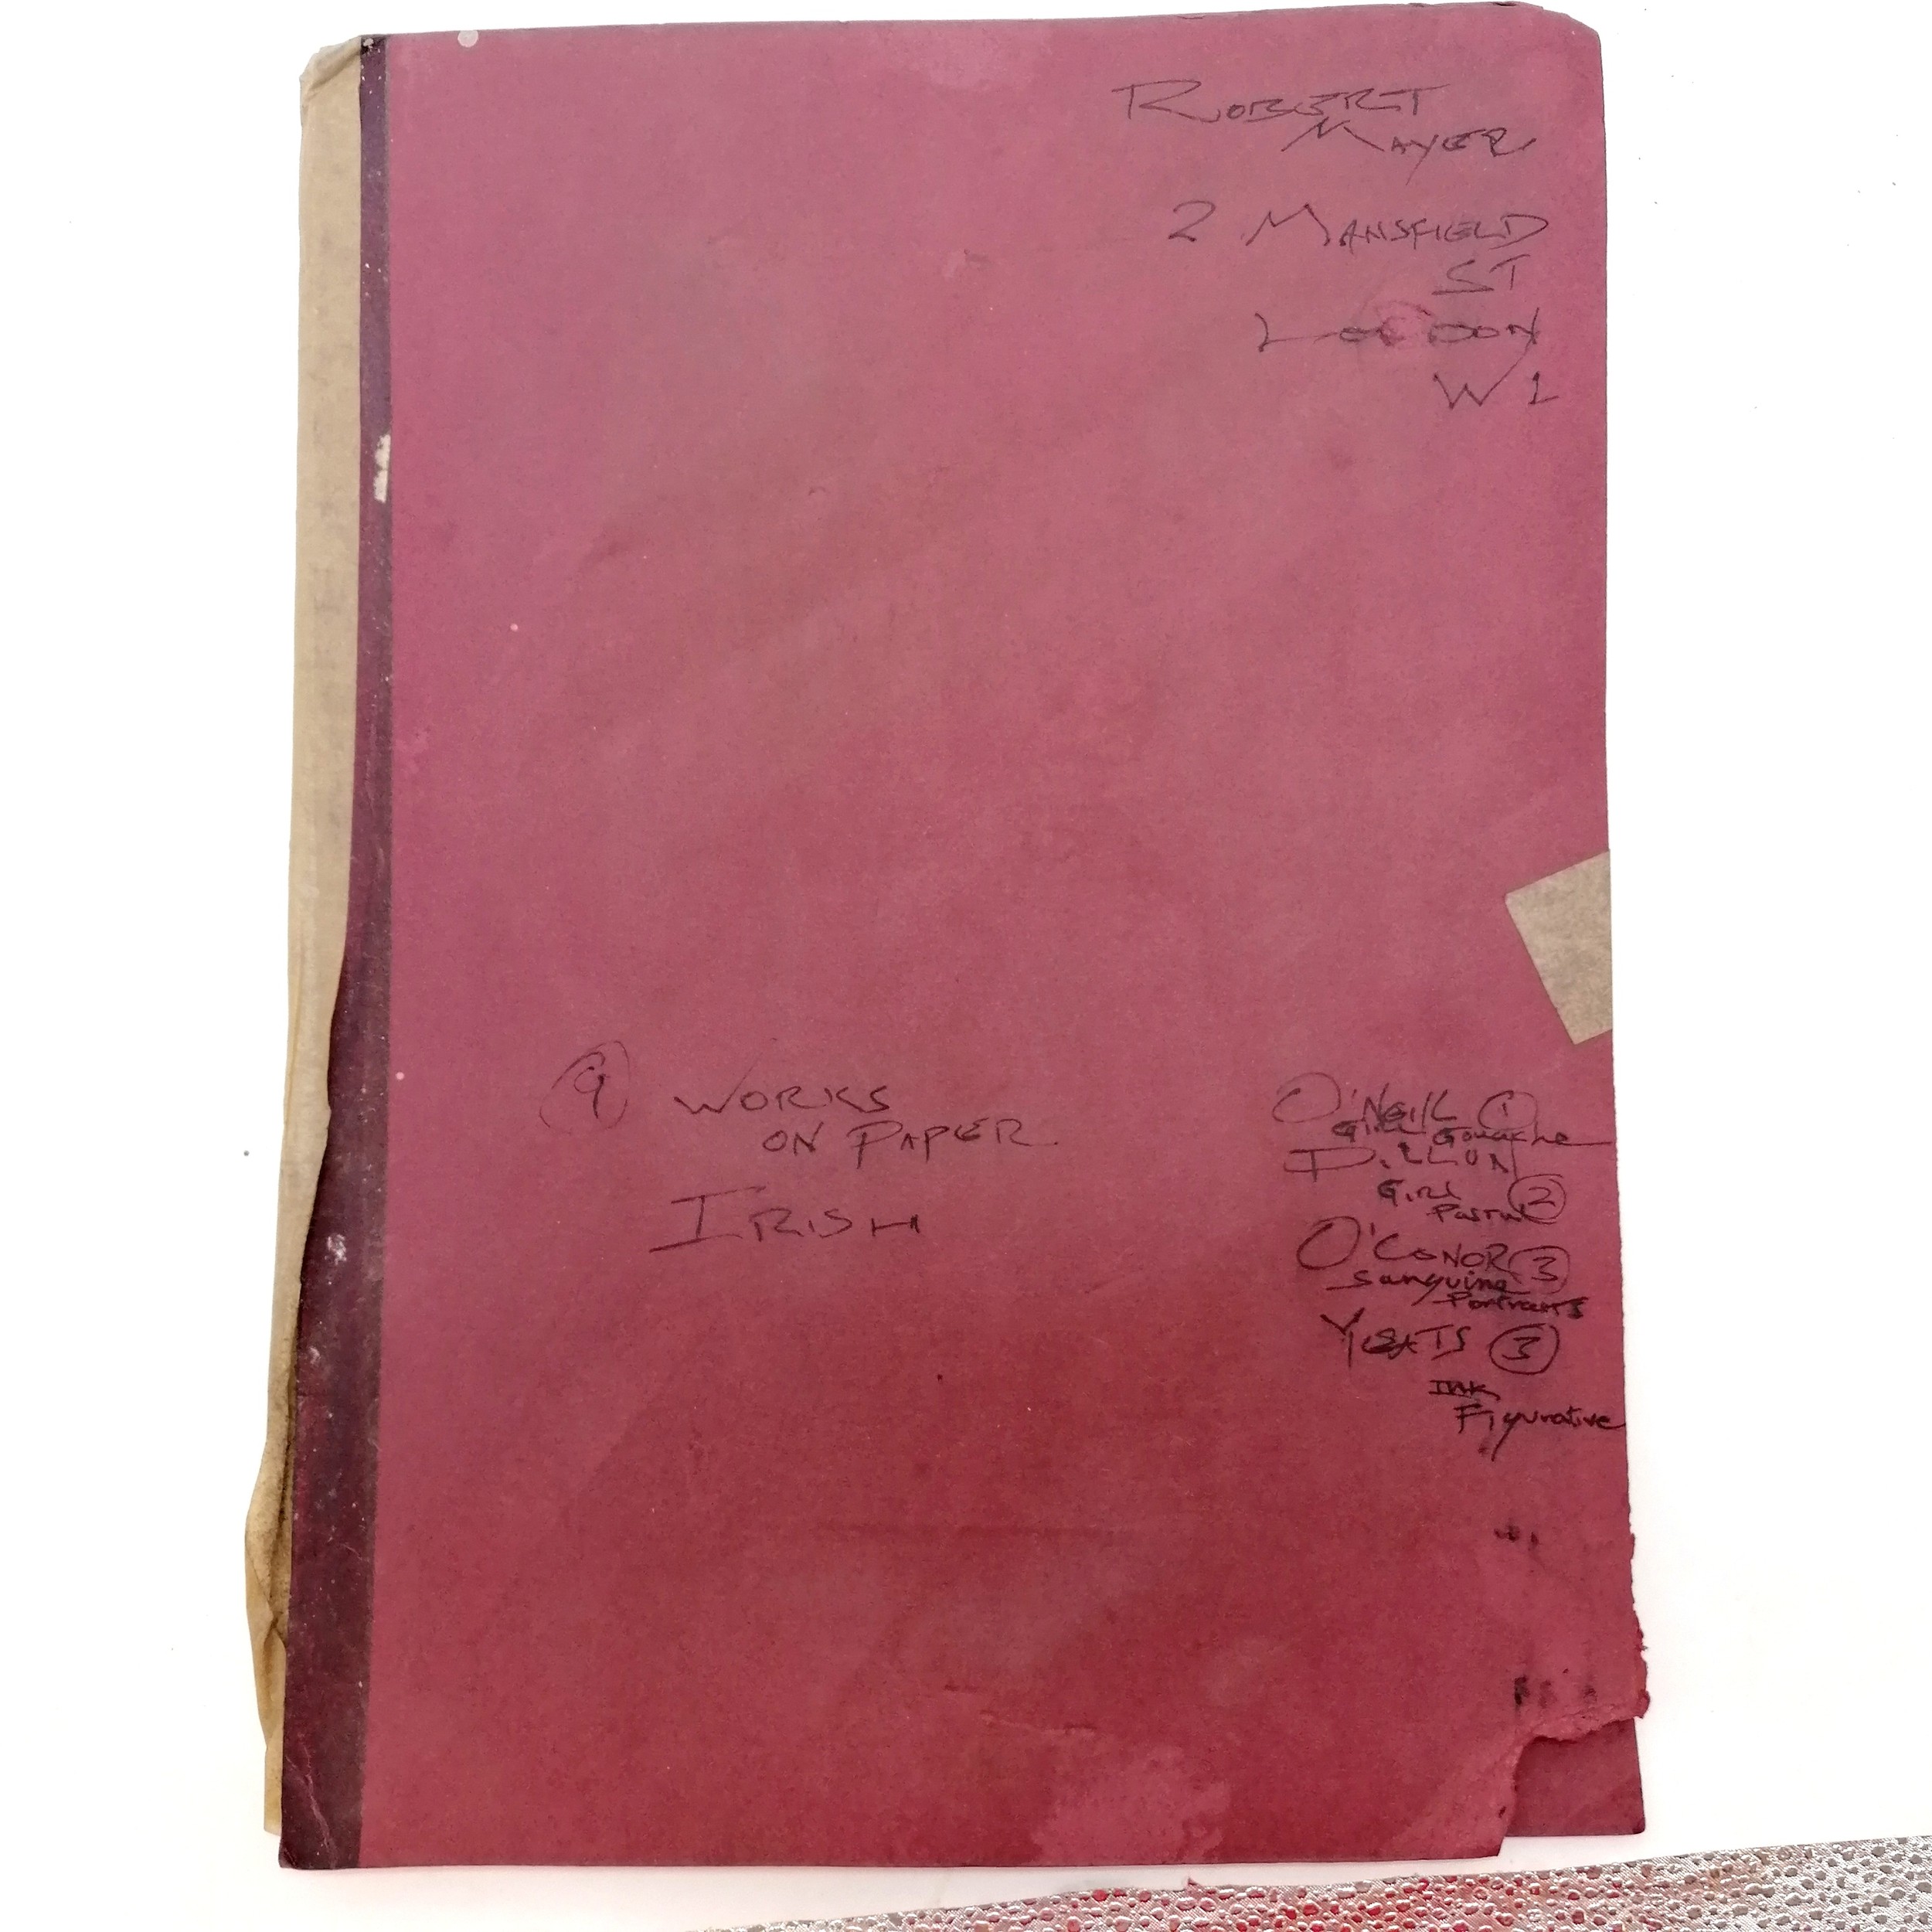 ROBERT
MAYER
2 MANSFIELD
ST
LONDON
W1
9 WORKS
ON PAPER
IRISH
O'NEILL 1
GIRL Gouache
DILLON
GIRL 2
Pastel
O'CONOR 3
Sanguine
Portraits
YEATS 3
INK
Figurative